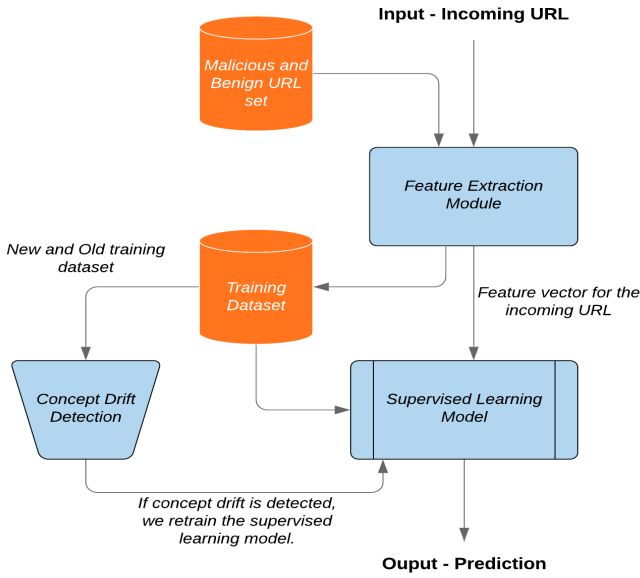 Input - Incoming URL
Malicious and
Benign URL
set
Feature Extraction
Module
New and Old training
dataset
Training
Dataset
Feature vector for the
incoming URL
Concept Drift
Detection
Supervised Learning
Model
If concept drift is detected,
we retrain the supervised
learning model.
Ouput - Prediction